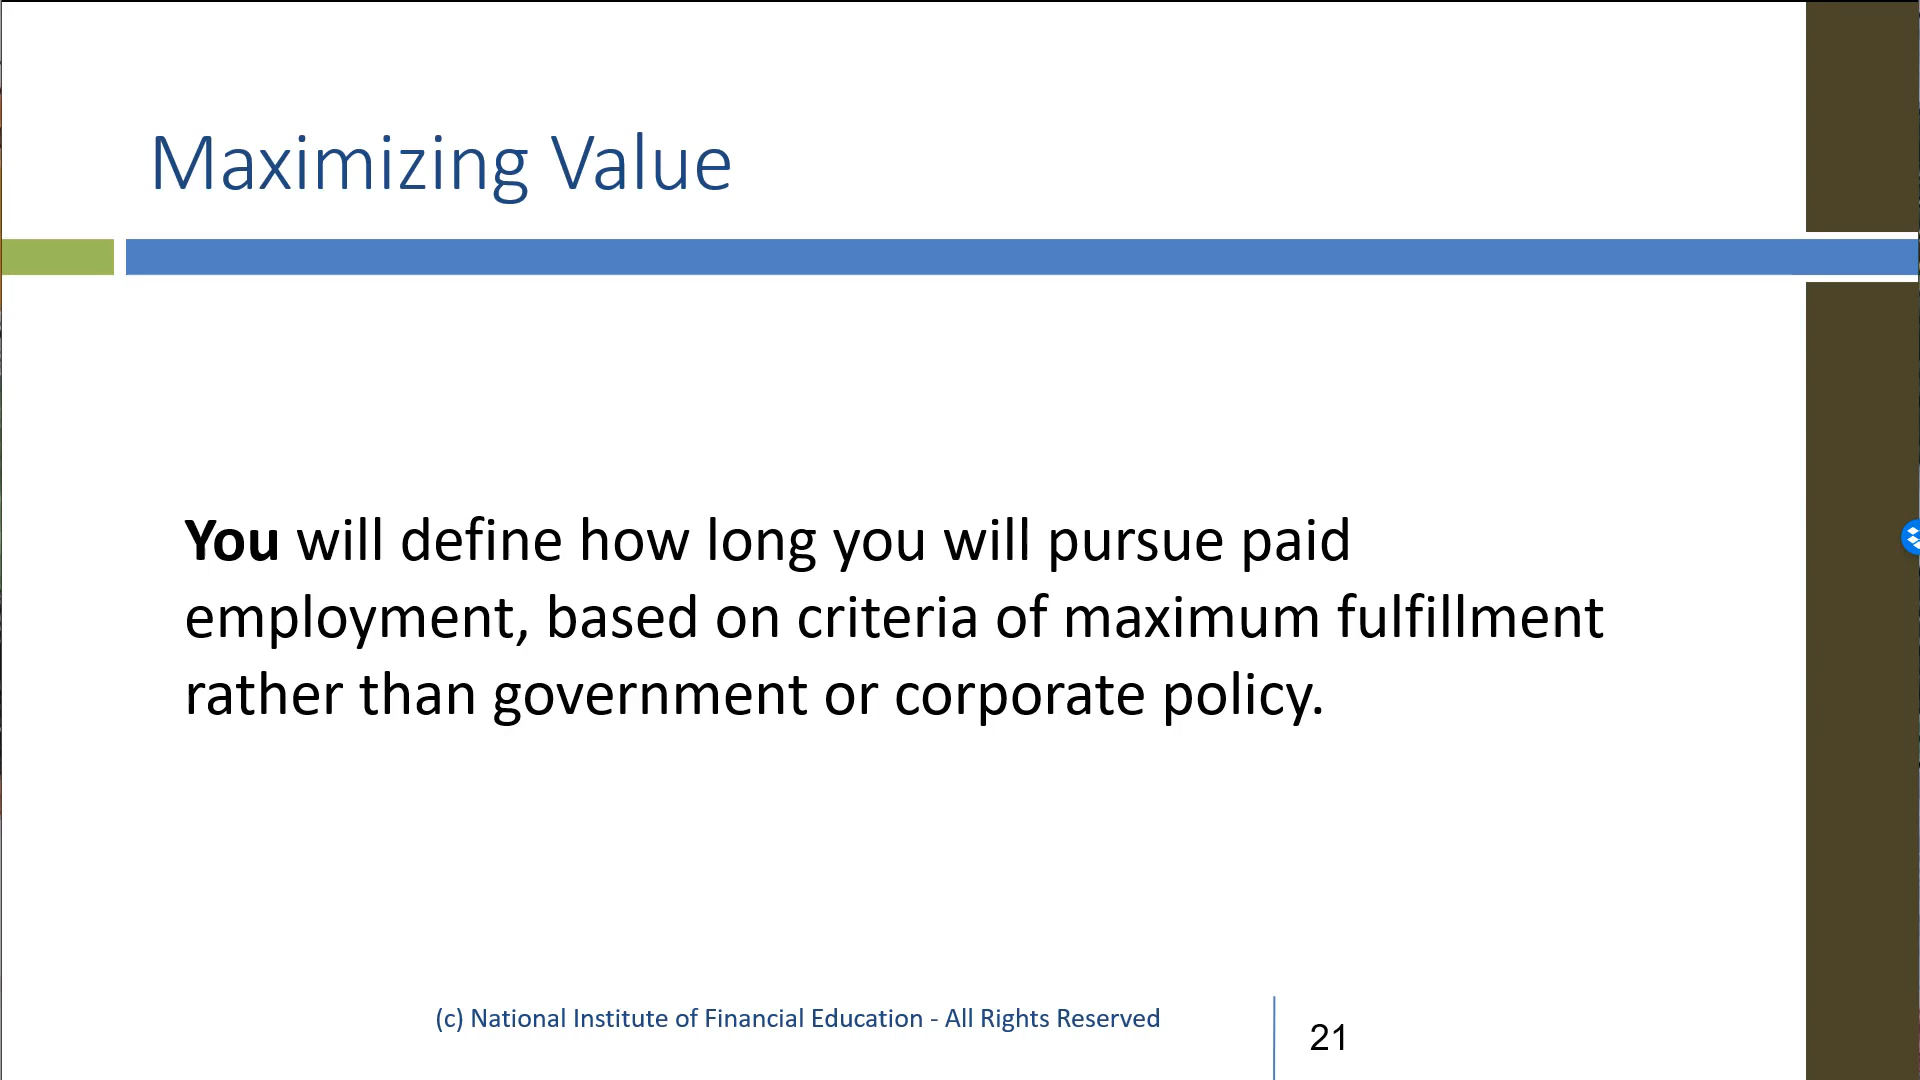 Maximizing Value
You will define how long you will pursue paid
employment, based on criteria of maximum fulfillment
rather than government or corporate policy.
(c) National Institute of Financial Education - All Rights Reserved
21